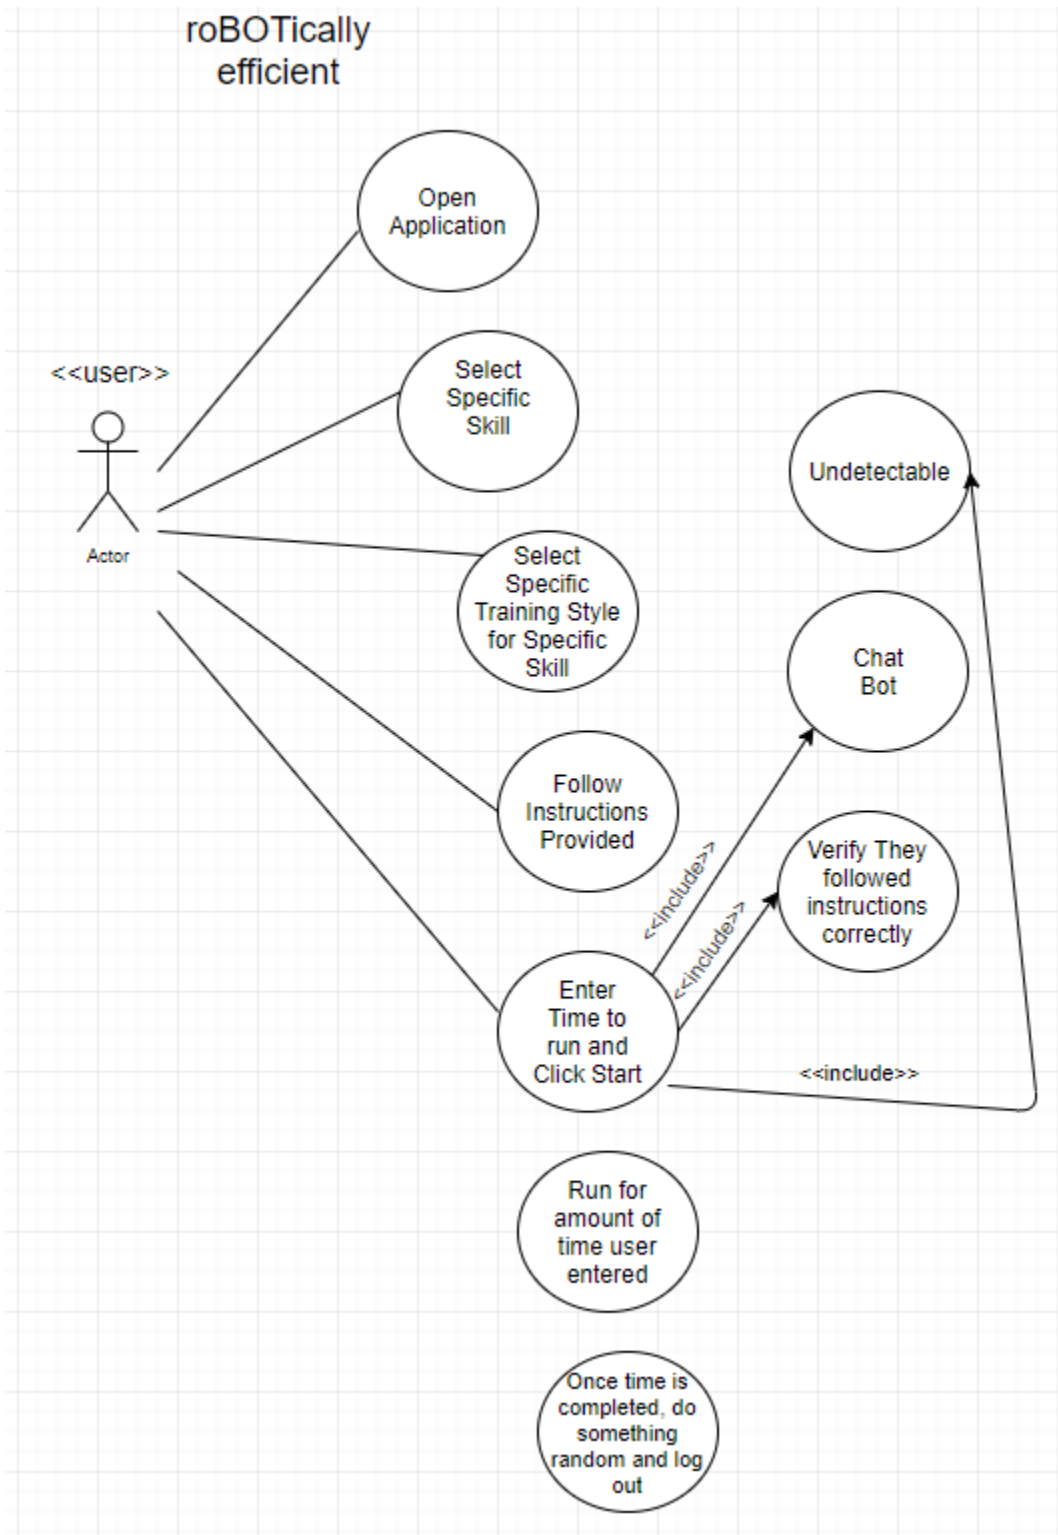 roBOTically
efficient
Open
Application
<<user>>
Actor
Select
Specific
Skill
Undetectable
Select
Specific
Training Style
for Specific
Skill
Chat
Bot
Follow
Instructions
Provided
Verify They
followed
instructions
correctly
<<include>>
<<include>>
Enter
Time to
run and
Click Start
<<include>>
Run for
amount of
time user
entered
Once time is
completed, do
something
random and log
out